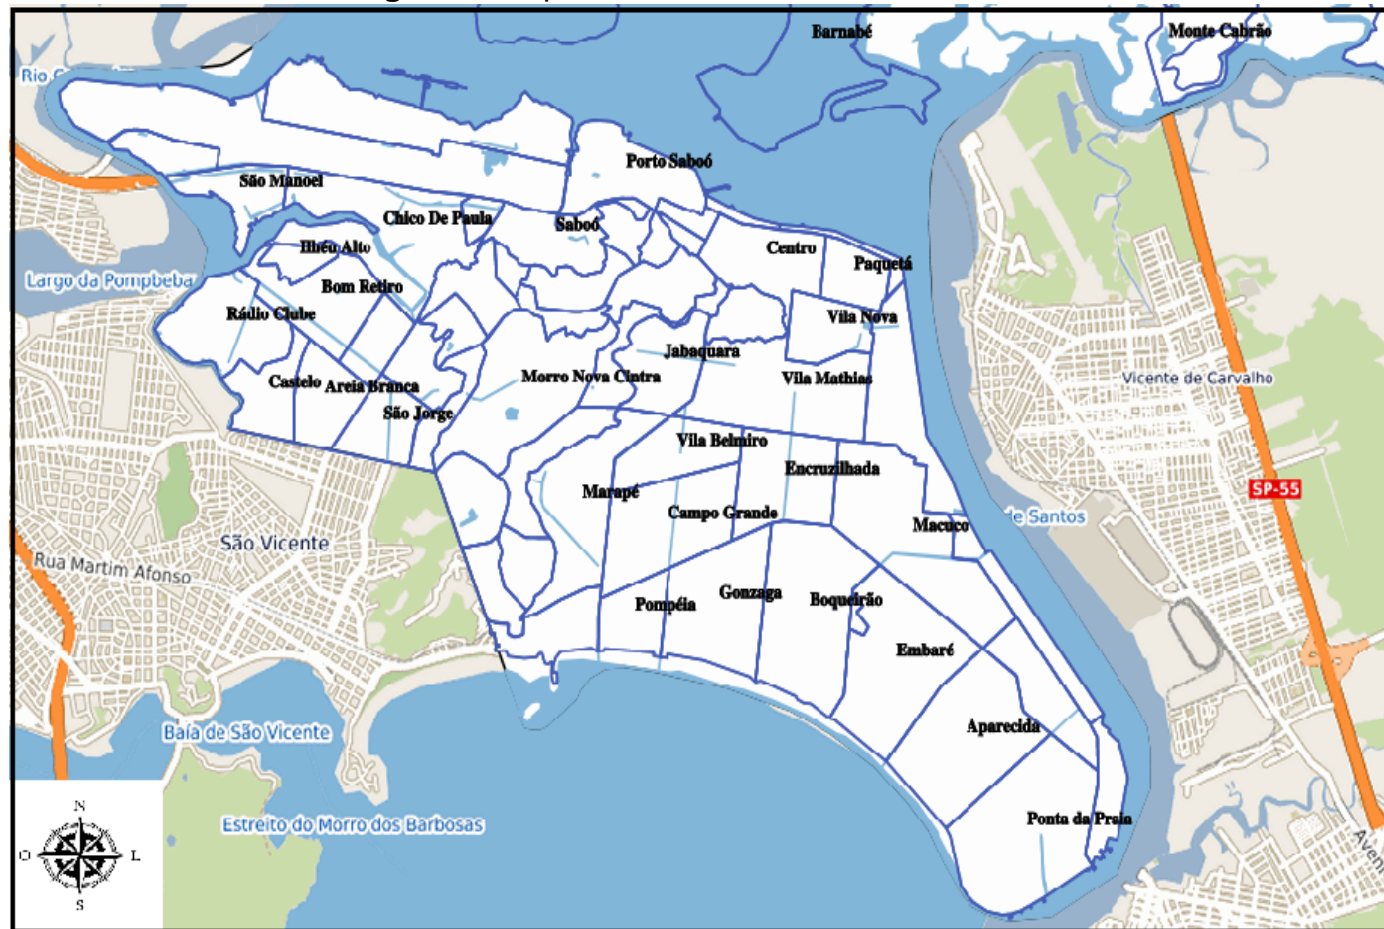 Barnabé
Monte Cabrão
Porto Saboó
São Manoel
Chico De Paula
Saboó
Ilhéu Alto
Centro
Paquetá
Largo da Pompbeba
Bom Retiro
Rádio Clube
Vila Nova
Jabaquara
Morro Nova Cintra
Vila Mathias
Vicente de Carvalho
Castelo
Areia Branca
São Jorge
Vila Belmiro
Encruzilhada
Marapé
SP-55
Campo Grande
Macuco
de Santos
São Vicente
Rua Martim Afonso
Gonzaga
Pompéia
Boqueirão
Embaré
Aparecida
Baía de São Vicente
Ponta da Praia
Estreito do Morro dos Barbosas
N
O
L
S